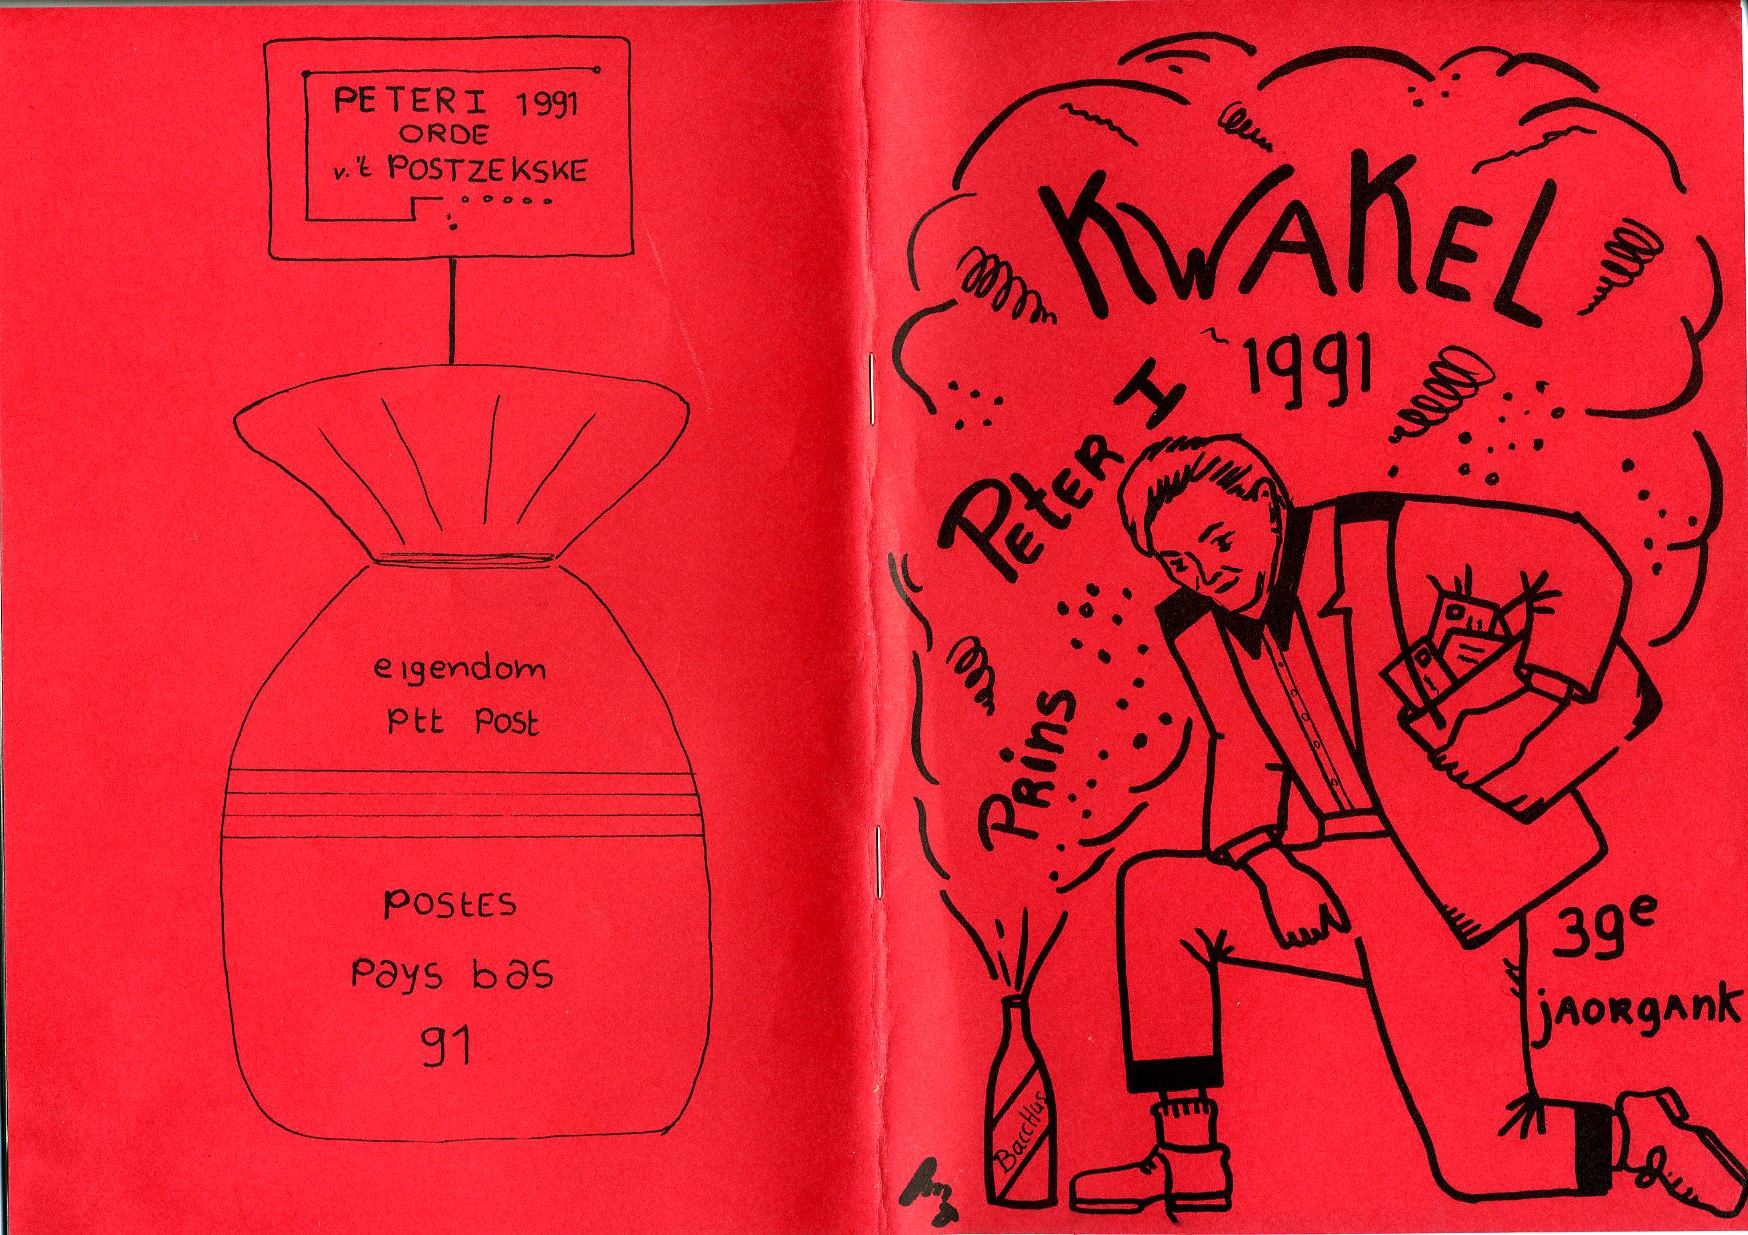 PETER I 1991
ORDE
v.'t POSTZEKSKE
eigendom
ptt post
postes
pays bas
91
KWAKEL
1991
Prins Peter I
39e
jaorgank
Bacchus